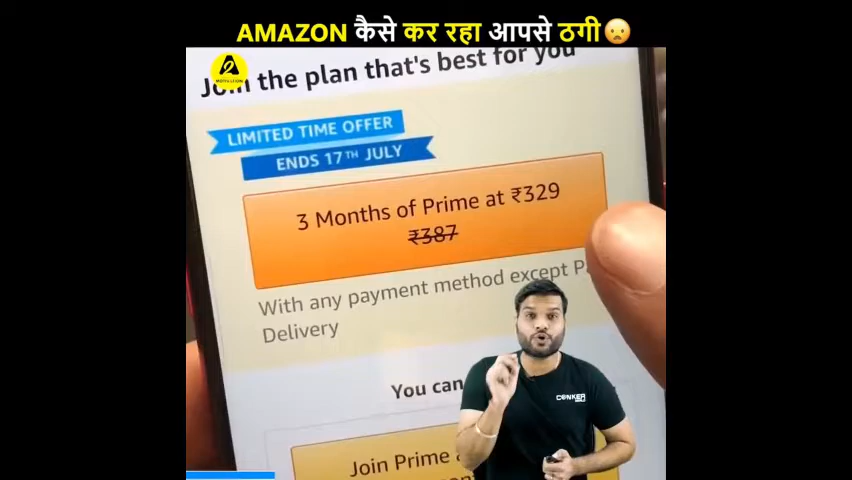 AMAZON कैसे कर रहा आपसे ठगी
MOTIVATION
Join the plan that's best for you
LIMITED TIME OFFER
ENDS 17TH JULY
3 Months of Prime at ₹329
₹387
With any payment method except
Delivery
You can
Join Prime
CONKER